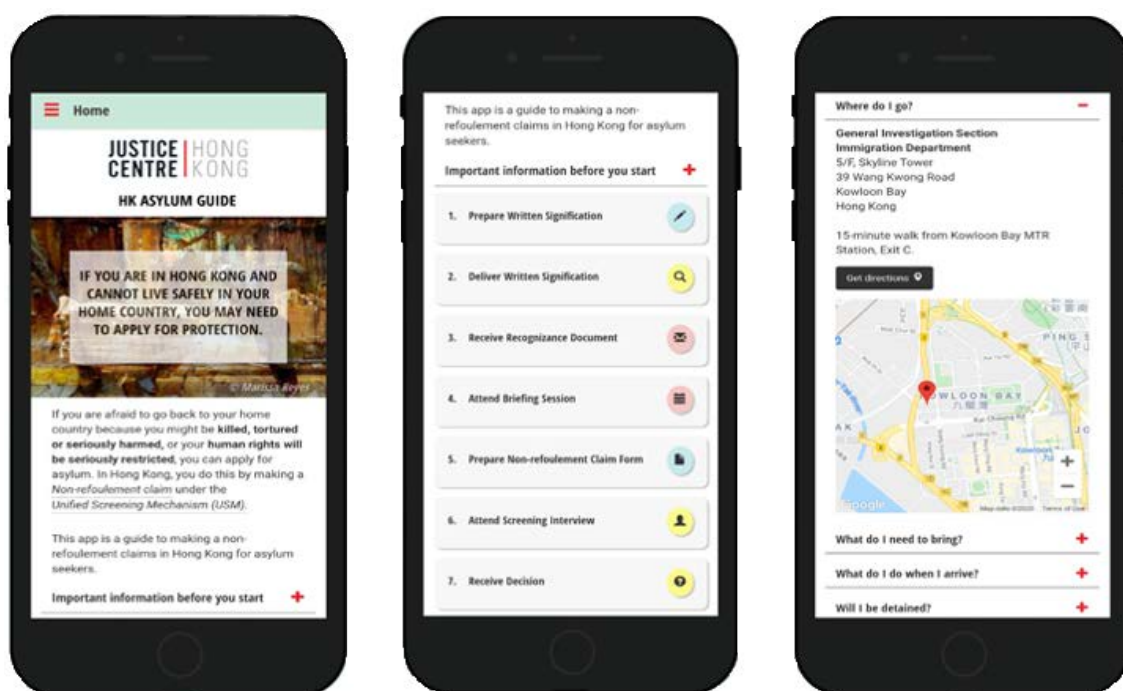 Home
JUSTICE HONG
CENTRE KONG
HK ASYLUM GUIDE
IF YOU ARE IN HONG KONG AND
CANNOT LIVE SAFELY IN YOUR
HOME COUNTRY, YOU MAY NEED
TO APPLY FOR PROTECTION.
© Marissa Reyes
If you are afraid to go back to your home
country because you might be killed, tortured
or seriously harmed, or your human rights will
be seriously restricted, you can apply for
asylum. In Hong Kong, you do this by making a
Non-refoulement claim under the
Unified Screening Mechanism (USM).
This app is a guide to making a non-
refoulement claims in Hong Kong for asylum
seekers.
Important information before you start +
This app is a guide to making a non-
refoulement claims in Hong Kong for asylum
seekers.
Important information before you start +
1. Prepare Written Signification
2. Deliver Written Signification
3. Receive Recognizance Document
4. Attend Briefing Session
5. Prepare Non-refoulement Claim Form
6. Attend Screening Interview
7. Receive Decision
Where do I go? −
General Investigation Section
Immigration Department
5/F, Skyline Tower
39 Wang Kwong Road
Kowloon Bay
Hong Kong
15-minute walk from Kowloon Bay MTR
Station, Exit C.
Get directions
PING
WLOON BAY
九龍灣
Kai Cheung Rd
Google
Map data ©2020 Terms of Use
What do I need to bring? +
What do I do when I arrive? +
Will I be detained? +